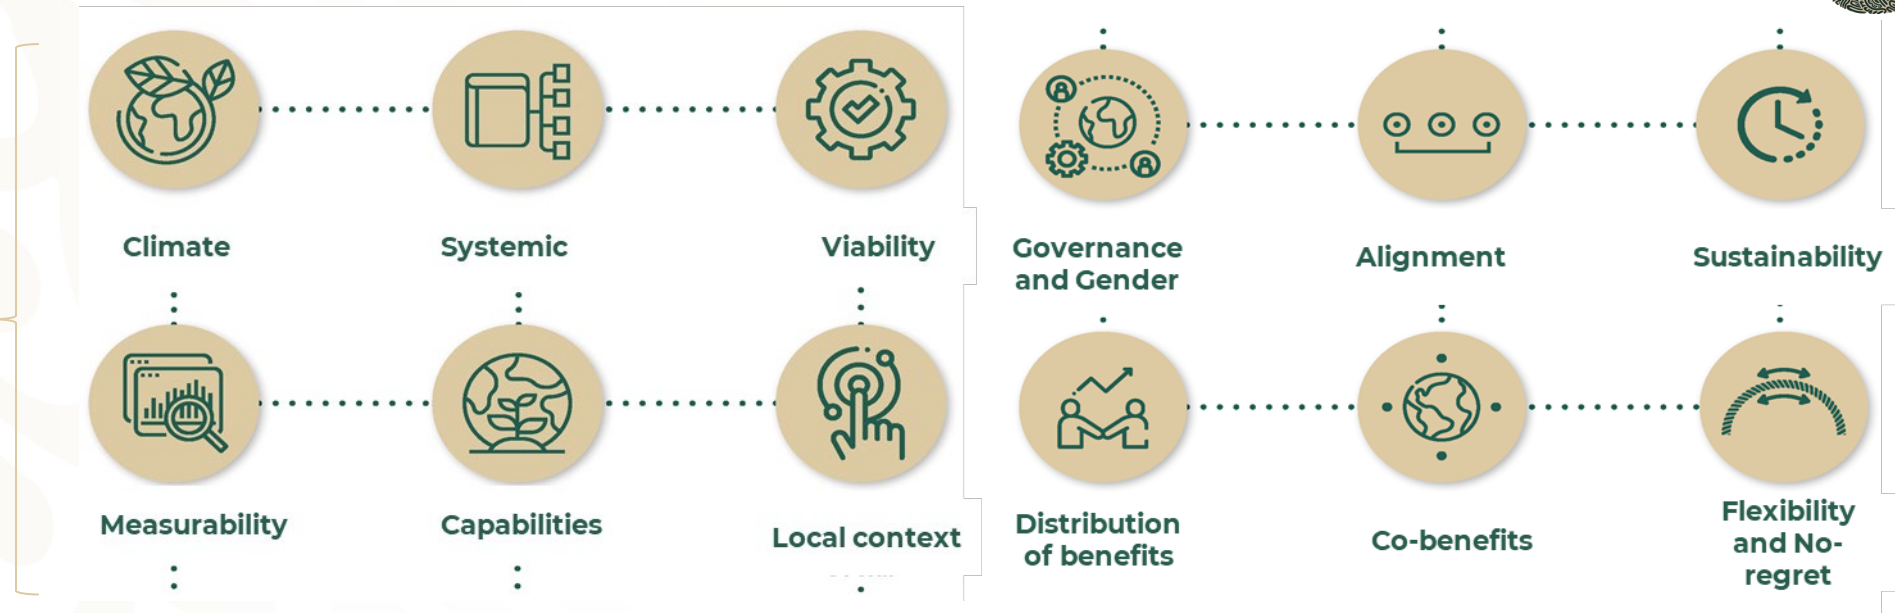 Climate
Systemic
Viability
Governance
and Gender
Alignment
Sustainability
Measurability
Capabilities
Local context
Distribution
of benefits
Co-benefits
Flexibility
and No-
regret